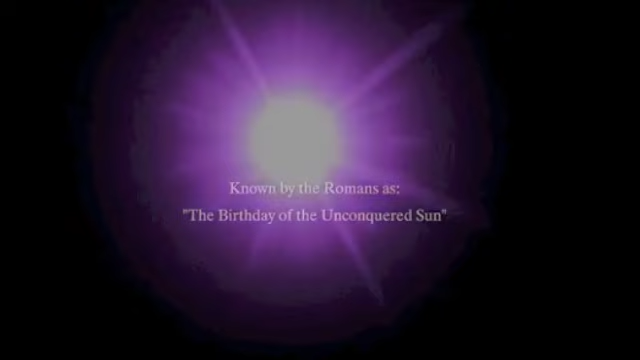 Known by the Romans as:
"The Birthday of the Unconquered Sun"